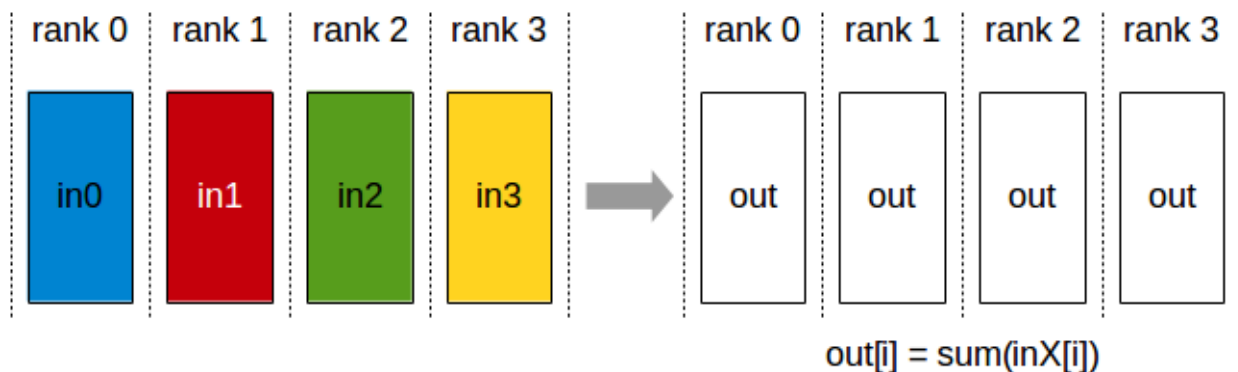 rank 0 rank 1 rank 2 rank 3 rank 0 rank 1 rank 2 rank 3
in0 in1 in2 in3 out out out out
out[i] = sum(inX[i])